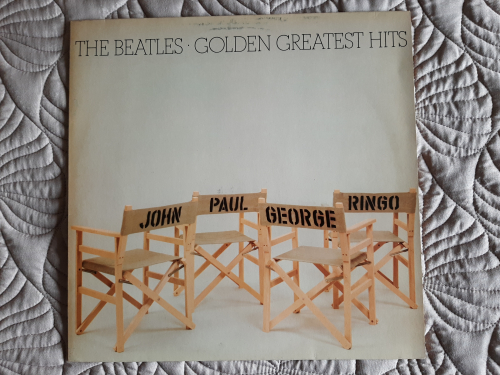 THE BEATLES · GOLDEN GREATEST HITS
JOHN
PAUL
GEORGE
RINGO